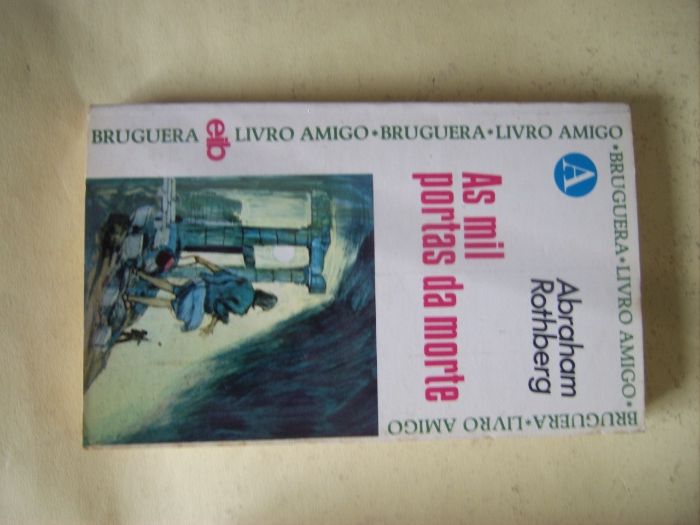 BRUGUERA eib LIVRO AMIGO • BRUGUERA • LIVRO AMIGO
• BRUGUERA • LIVRO AMIGO •
BRUGUERA • LIVRO AMIGO
A
Abraham
Rothberg
As mil
portas da morte